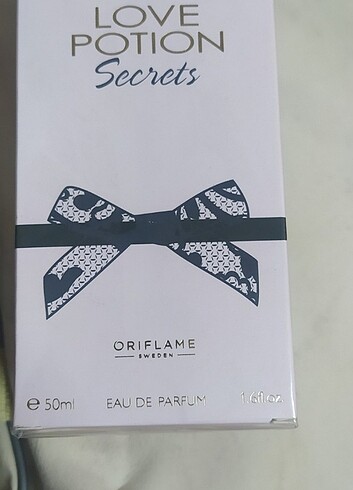 LOVE
POTION
Secrets
ORIFLAME
SWEDEN
e 50ml EAU DE PARFUM 1.6fl.oz.